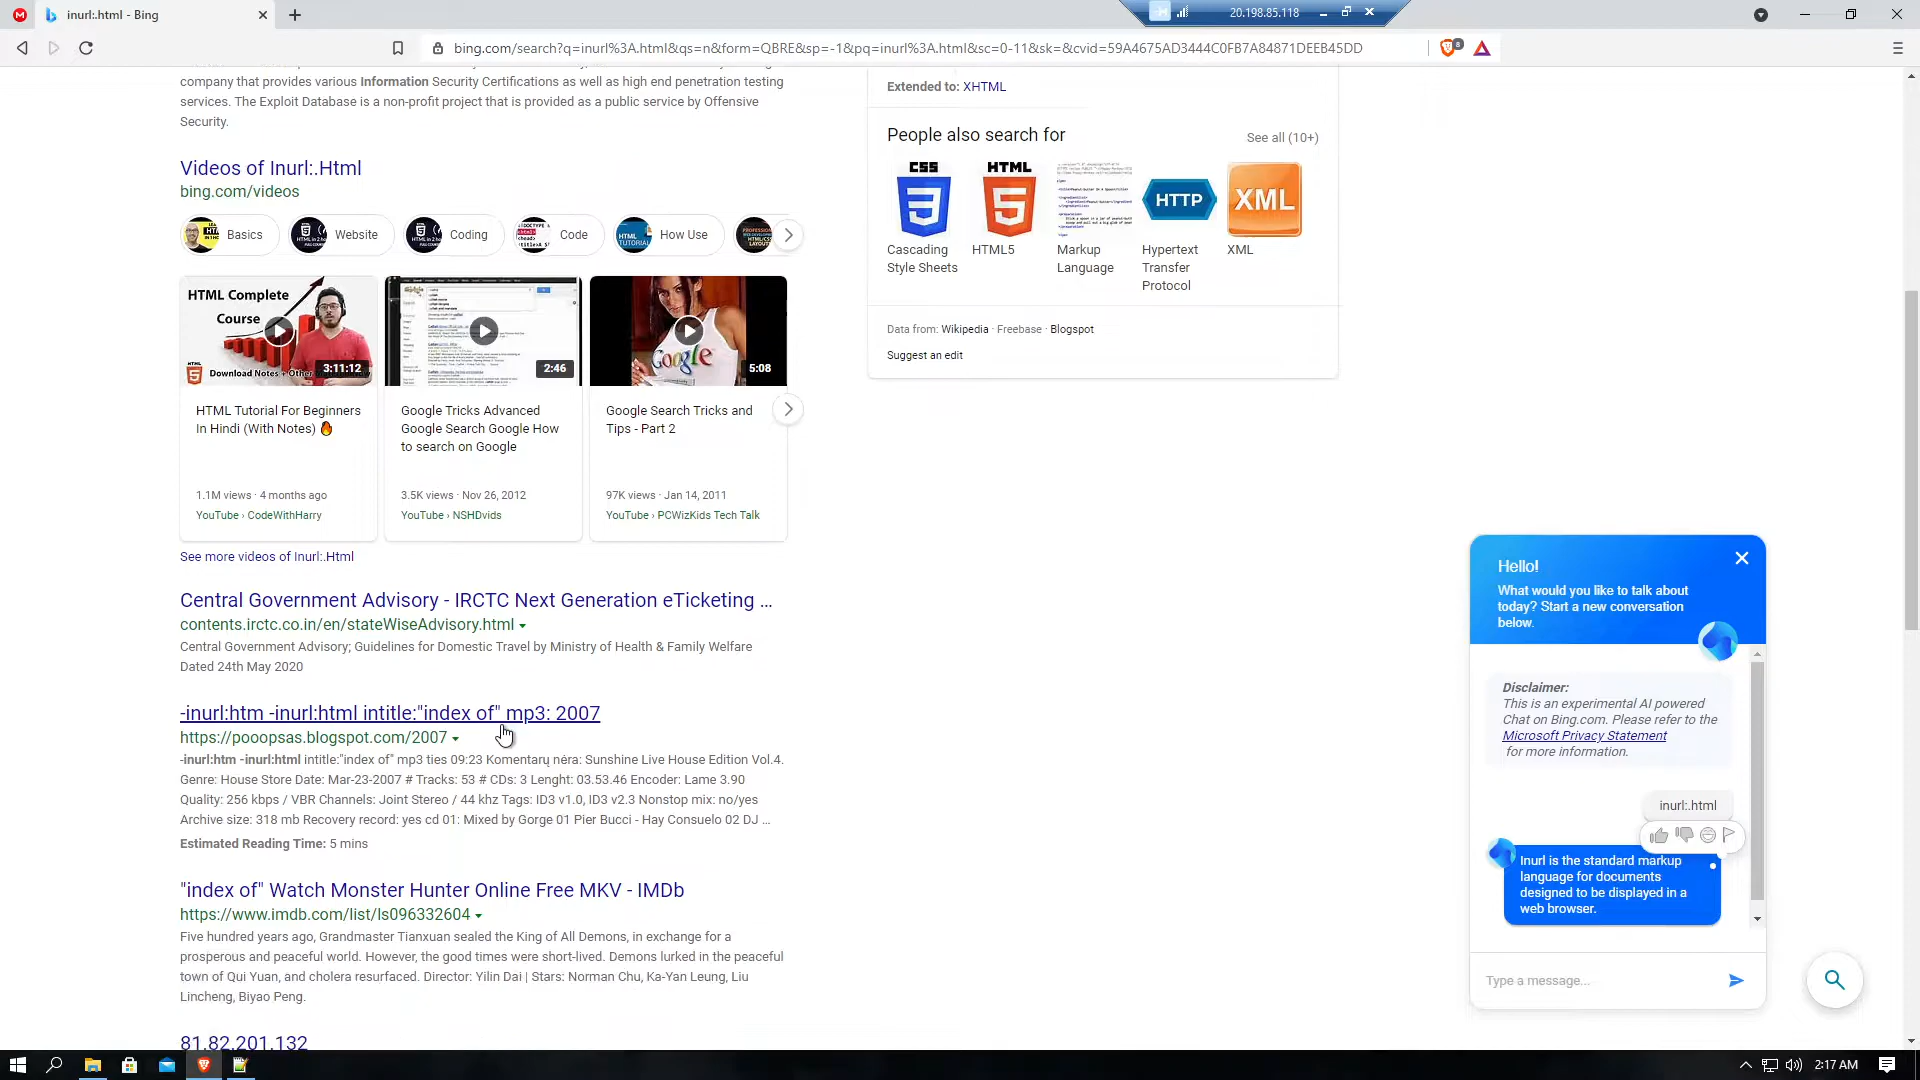 inurl:.html - Bing
20.198.85.118
bing.com/search?q=inurl%3A.html&qs=n&form=QBRE&sp=-1&pq=inurl%3A.html&sc=0-11&sk=&cvid=59A4675AD3444C0FB7A84871DEEB45DD
8
company that provides various Information Security Certifications as well as high end penetration testing
services. The Exploit Database is a non-profit project that is provided as a public service by Offensive
Security.
Videos of Inurl:.Html
bing.com/videos
Basics
Website
Coding
Code
How Use
HTML Complete
Course
3:11:12
Download Notes + Other
2:46
Google
5:08
HTML Tutorial For Beginners
In Hindi (With Notes) 🔥
1.1M views · 4 months ago
YouTube › CodeWithHarry
Google Tricks Advanced
Google Search Google How
to search on Google
3.5K views · Nov 26, 2012
YouTube › NSHDvids
Google Search Tricks and
Tips - Part 2
97K views · Jan 14, 2011
YouTube › PCWizKids Tech Talk
See more videos of Inurl:.Html
Central Government Advisory - IRCTC Next Generation eTicketing ...
contents.irctc.co.in/en/stateWiseAdvisory.html
Central Government Advisory; Guidelines for Domestic Travel by Ministry of Health & Family Welfare
Dated 24th May 2020
-inurl:htm -inurl:html intitle:"index of" mp3: 2007
https://pooopsas.blogspot.com/2007
-inurl:htm -inurl:html intitle:"index of" mp3 ties 09:23 Komentarų nėra: Sunshine Live House Edition Vol.4.
Genre: House Store Date: Mar-23-2007 # Tracks: 53 # CDs: 3 Lenght: 03.53.46 Encoder: Lame 3.90
Quality: 256 kbps / VBR Channels: Joint Stereo / 44 khz Tags: ID3 v1.0, ID3 v2.3 Nonstop mix: no/yes
Archive size: 318 mb Recovery record: yes cd 01: Mixed by Gorge 01 Pier Bucci - Hay Consuelo 02 DJ ...
Estimated Reading Time: 5 mins
"index of" Watch Monster Hunter Online Free MKV - IMDb
https://www.imdb.com/list/ls096332604
Five hundred years ago, Grandmaster Tianxuan sealed the King of All Demons, in exchange for a
prosperous and peaceful world. However, the good times were short-lived. Demons lurked in the peaceful
town of Qui Yuan, and cholera resurfaced. Director: Yilin Dai | Stars: Norman Chu, Ka-Yan Leung, Liu
Lincheng, Biyao Peng.
81.82.201.132
Extended to: XHTML
People also search for
See all (10+)
CSS
HTML
HTTP
XML
Cascading
Style Sheets
HTML5
Markup
Language
Hypertext
Transfer
Protocol
XML
Data from: Wikipedia · Freebase · Blogspot
Suggest an edit
Hello!
What would you like to talk about
today? Start a new conversation
below.
Disclaimer:
This is an experimental AI powered
Chat on Bing.com. Please refer to the
Microsoft Privacy Statement
for more information.
inurl:.html
Inurl is the standard markup
language for documents
designed to be displayed in a
web browser.
Type a message...
2:17 AM